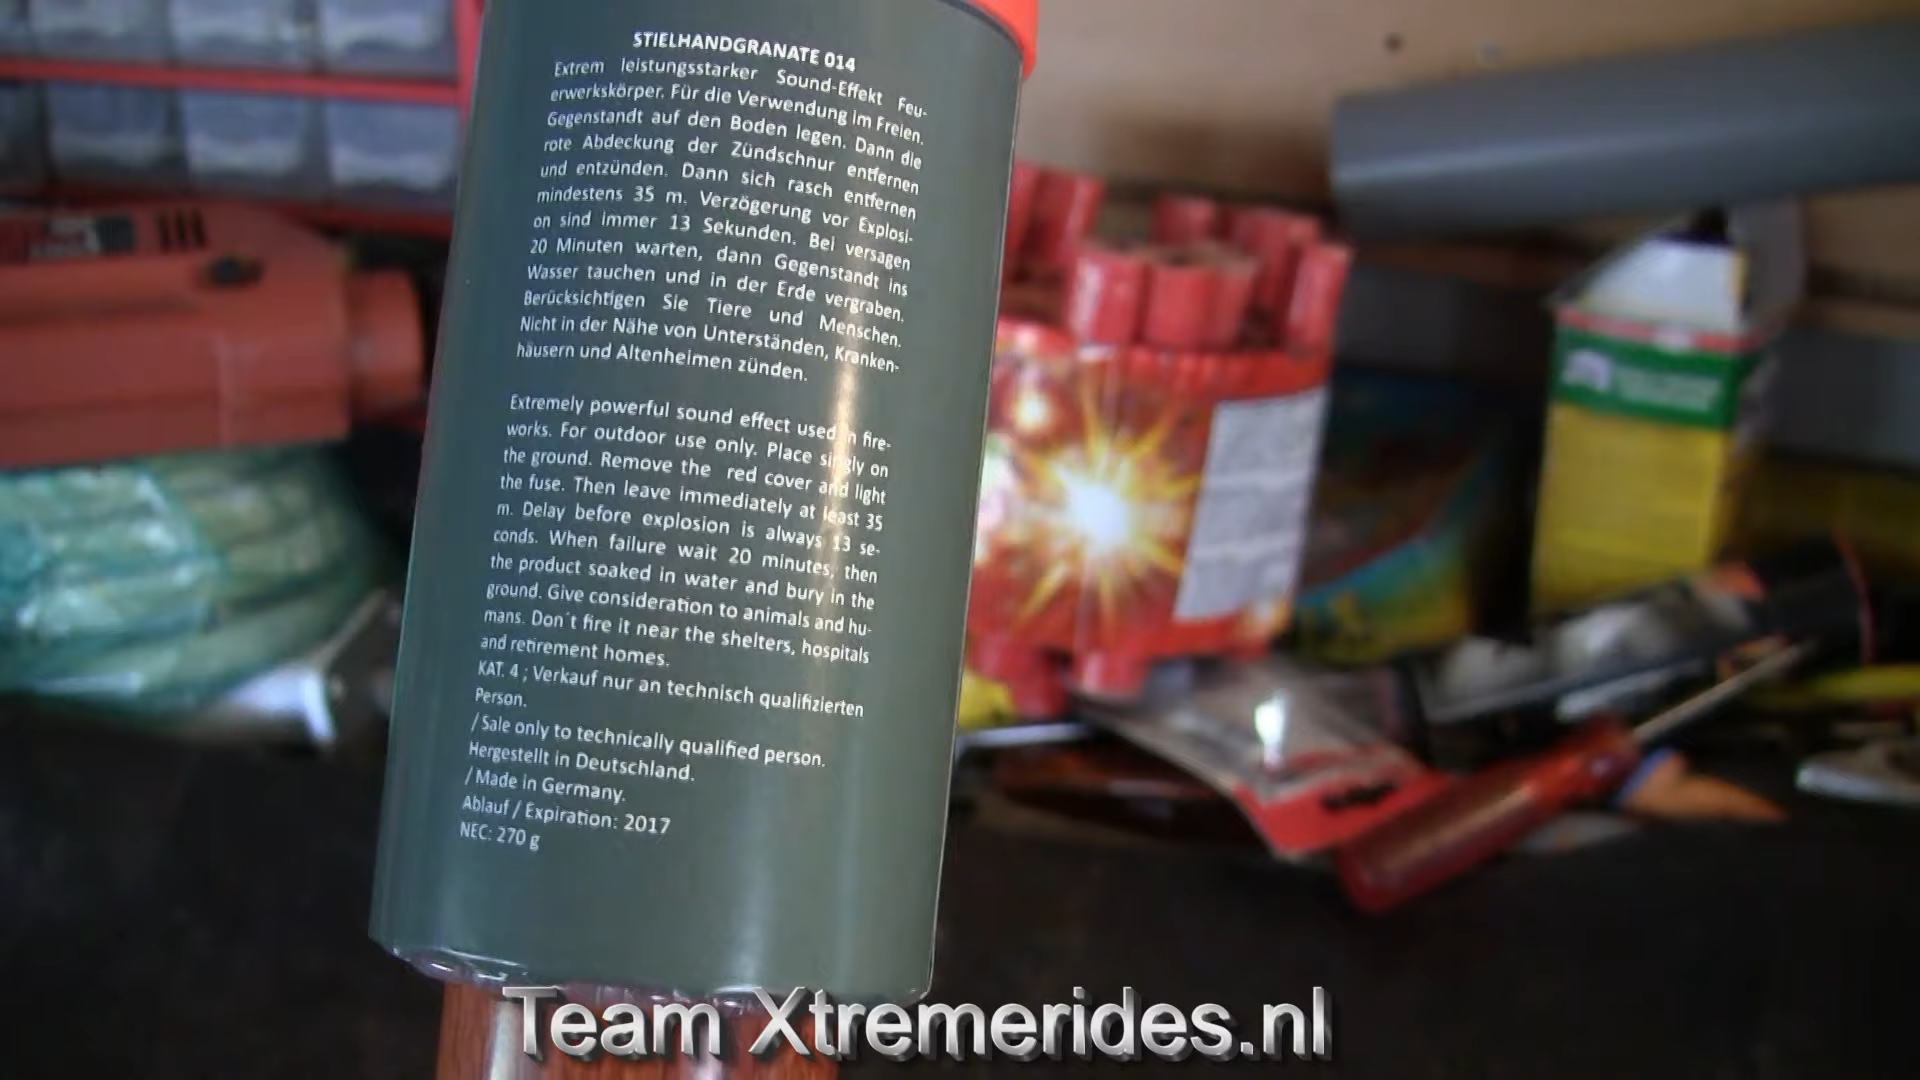 STIELHANDGRANATE 014
Extrem leistungsstarker Sound-Effekt Feu-
erwerkskörper. Für die Verwendung im Freien.
Gegenstandt auf den Boden legen. Dann die
rote Abdeckung der Zündschnur entfernen
und entzünden. Dann sich rasch entfernen
mindestens 35 m. Verzögerung vor Explosi-
on sind immer 13 Sekunden. Bei versagen
20 Minuten warten, dann Gegenstandt ins
Wasser tauchen und in der Erde vergraben.
Berücksichtigen Sie Tiere und Menschen.
Nicht in der Nähe von Unterständen, Kranken-
häusern und Altenheimen zünden.
Extremely powerful sound effect used in fire-
works. For outdoor use only. Place singly on
the ground. Remove the red cover and light
the fuse. Then leave immediately at least 35
m. Delay before explosion is always 13 se-
conds. When failure wait 20 minutes, then
the product soaked in water and bury in the
ground. Give consideration to animals and hu-
mans. Don´t fire it near the shelters, hospitals
and retirement homes.
KAT. 4 ; Verkauf nur an technisch qualifizierten
Person.
/ Sale only to technically qualified person.
Hergestellt in Deutschland.
/ Made in Germany.
Ablauf / Expiration: 2017
NEC: 270 g
Team Xtremerides.nl